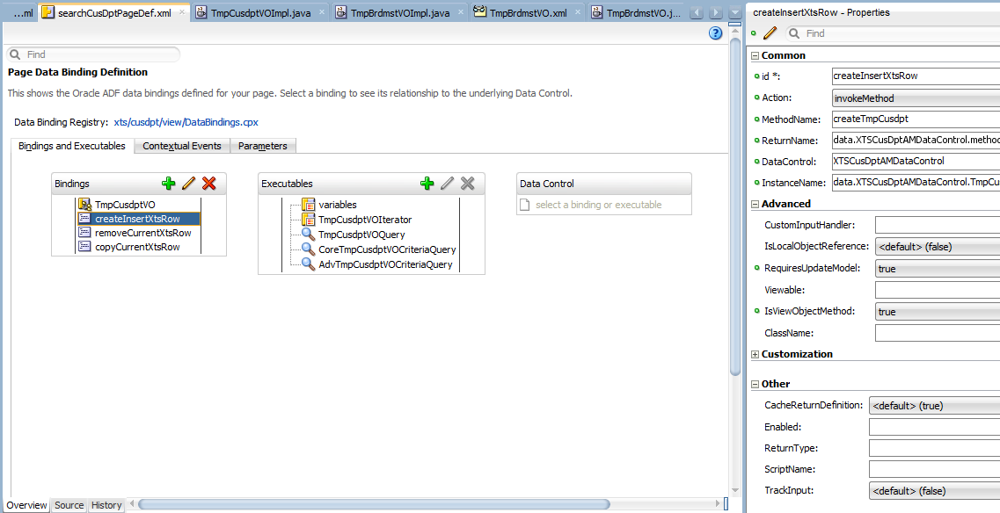 ...ml searchCusDptPageDef.xml TmpCusdptVOImpl.java TmpBrdmstVOImpl.java TmpBrdmstVO.xml TmpBrdmstVO.j...
Find
Page Data Binding Definition
This shows the Oracle ADF data bindings defined for your page. Select a binding to see its relationship to the underlying Data Control.
Data Binding Registry: xts/cusdpt/view/DataBindings.cpx
Bindings and Executables Contextual Events Parameters
Bindings
TmpCusdptVO
createInsertXtsRow
removeCurrentXtsRow
copyCurrentXtsRow
Executables
variables
TmpCusdptVOIterator
TmpCusdptVOQuery
CoreTmpCusdptVOCriteriaQuery
AdvTmpCusdptVOCriteriaQuery
Data Control
select a binding or executable
Overview Source History
createInsertXtsRow - Properties
Find
Common
id *: createInsertXtsRow
Action: invokeMethod
MethodName: createTmpCusdpt
ReturnName: data.XTSCusDptAMDataControl.method
DataControl: XTSCusDptAMDataControl
InstanceName: data.XTSCusDptAMDataControl.TmpCu
Advanced
CustomInputHandler:
IsLocalObjectReference: <default> (false)
RequiresUpdateModel: true
Viewable:
IsViewObjectMethod: true
ClassName:
Customization
Other
CacheReturnDefinition: <default> (true)
Enabled:
ReturnType:
ScriptName:
TrackInput: <default> (false)